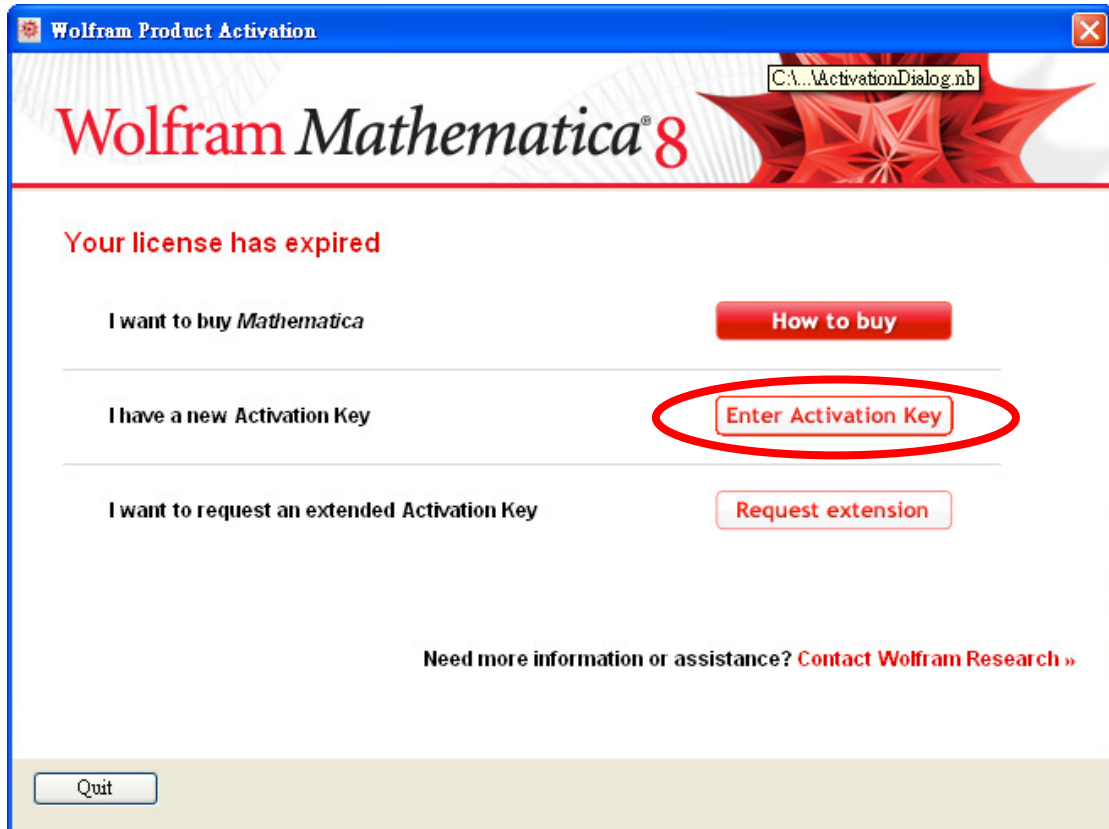 Wolfram Product Activation
C:\...\ActivationDialog.nb
Wolfram Mathematica® 8
Your license has expired
I want to buy Mathematica How to buy
I have a new Activation Key Enter Activation Key
I want to request an extended Activation Key Request extension
Need more information or assistance? Contact Wolfram Research »
Quit